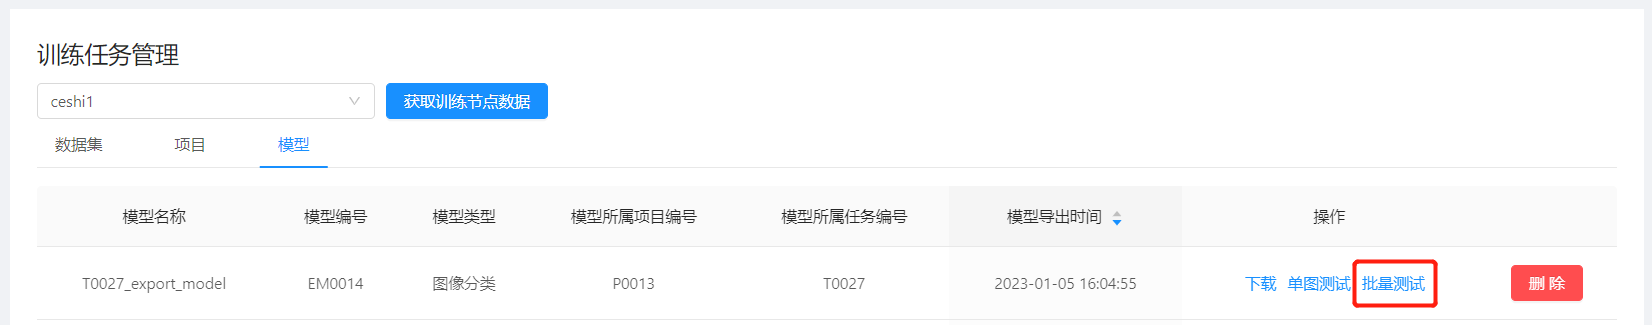 训练任务管理
ceshi1 获取训练节点数据
数据集 项目 模型
模型名称 模型编号 模型类型 模型所属项目编号 模型所属任务编号 模型导出时间 操作
T0027_export_model EM0014 图像分类 P0013 T0027 2023-01-05 16:04:55 下载 单图测试 批量测试 删 除